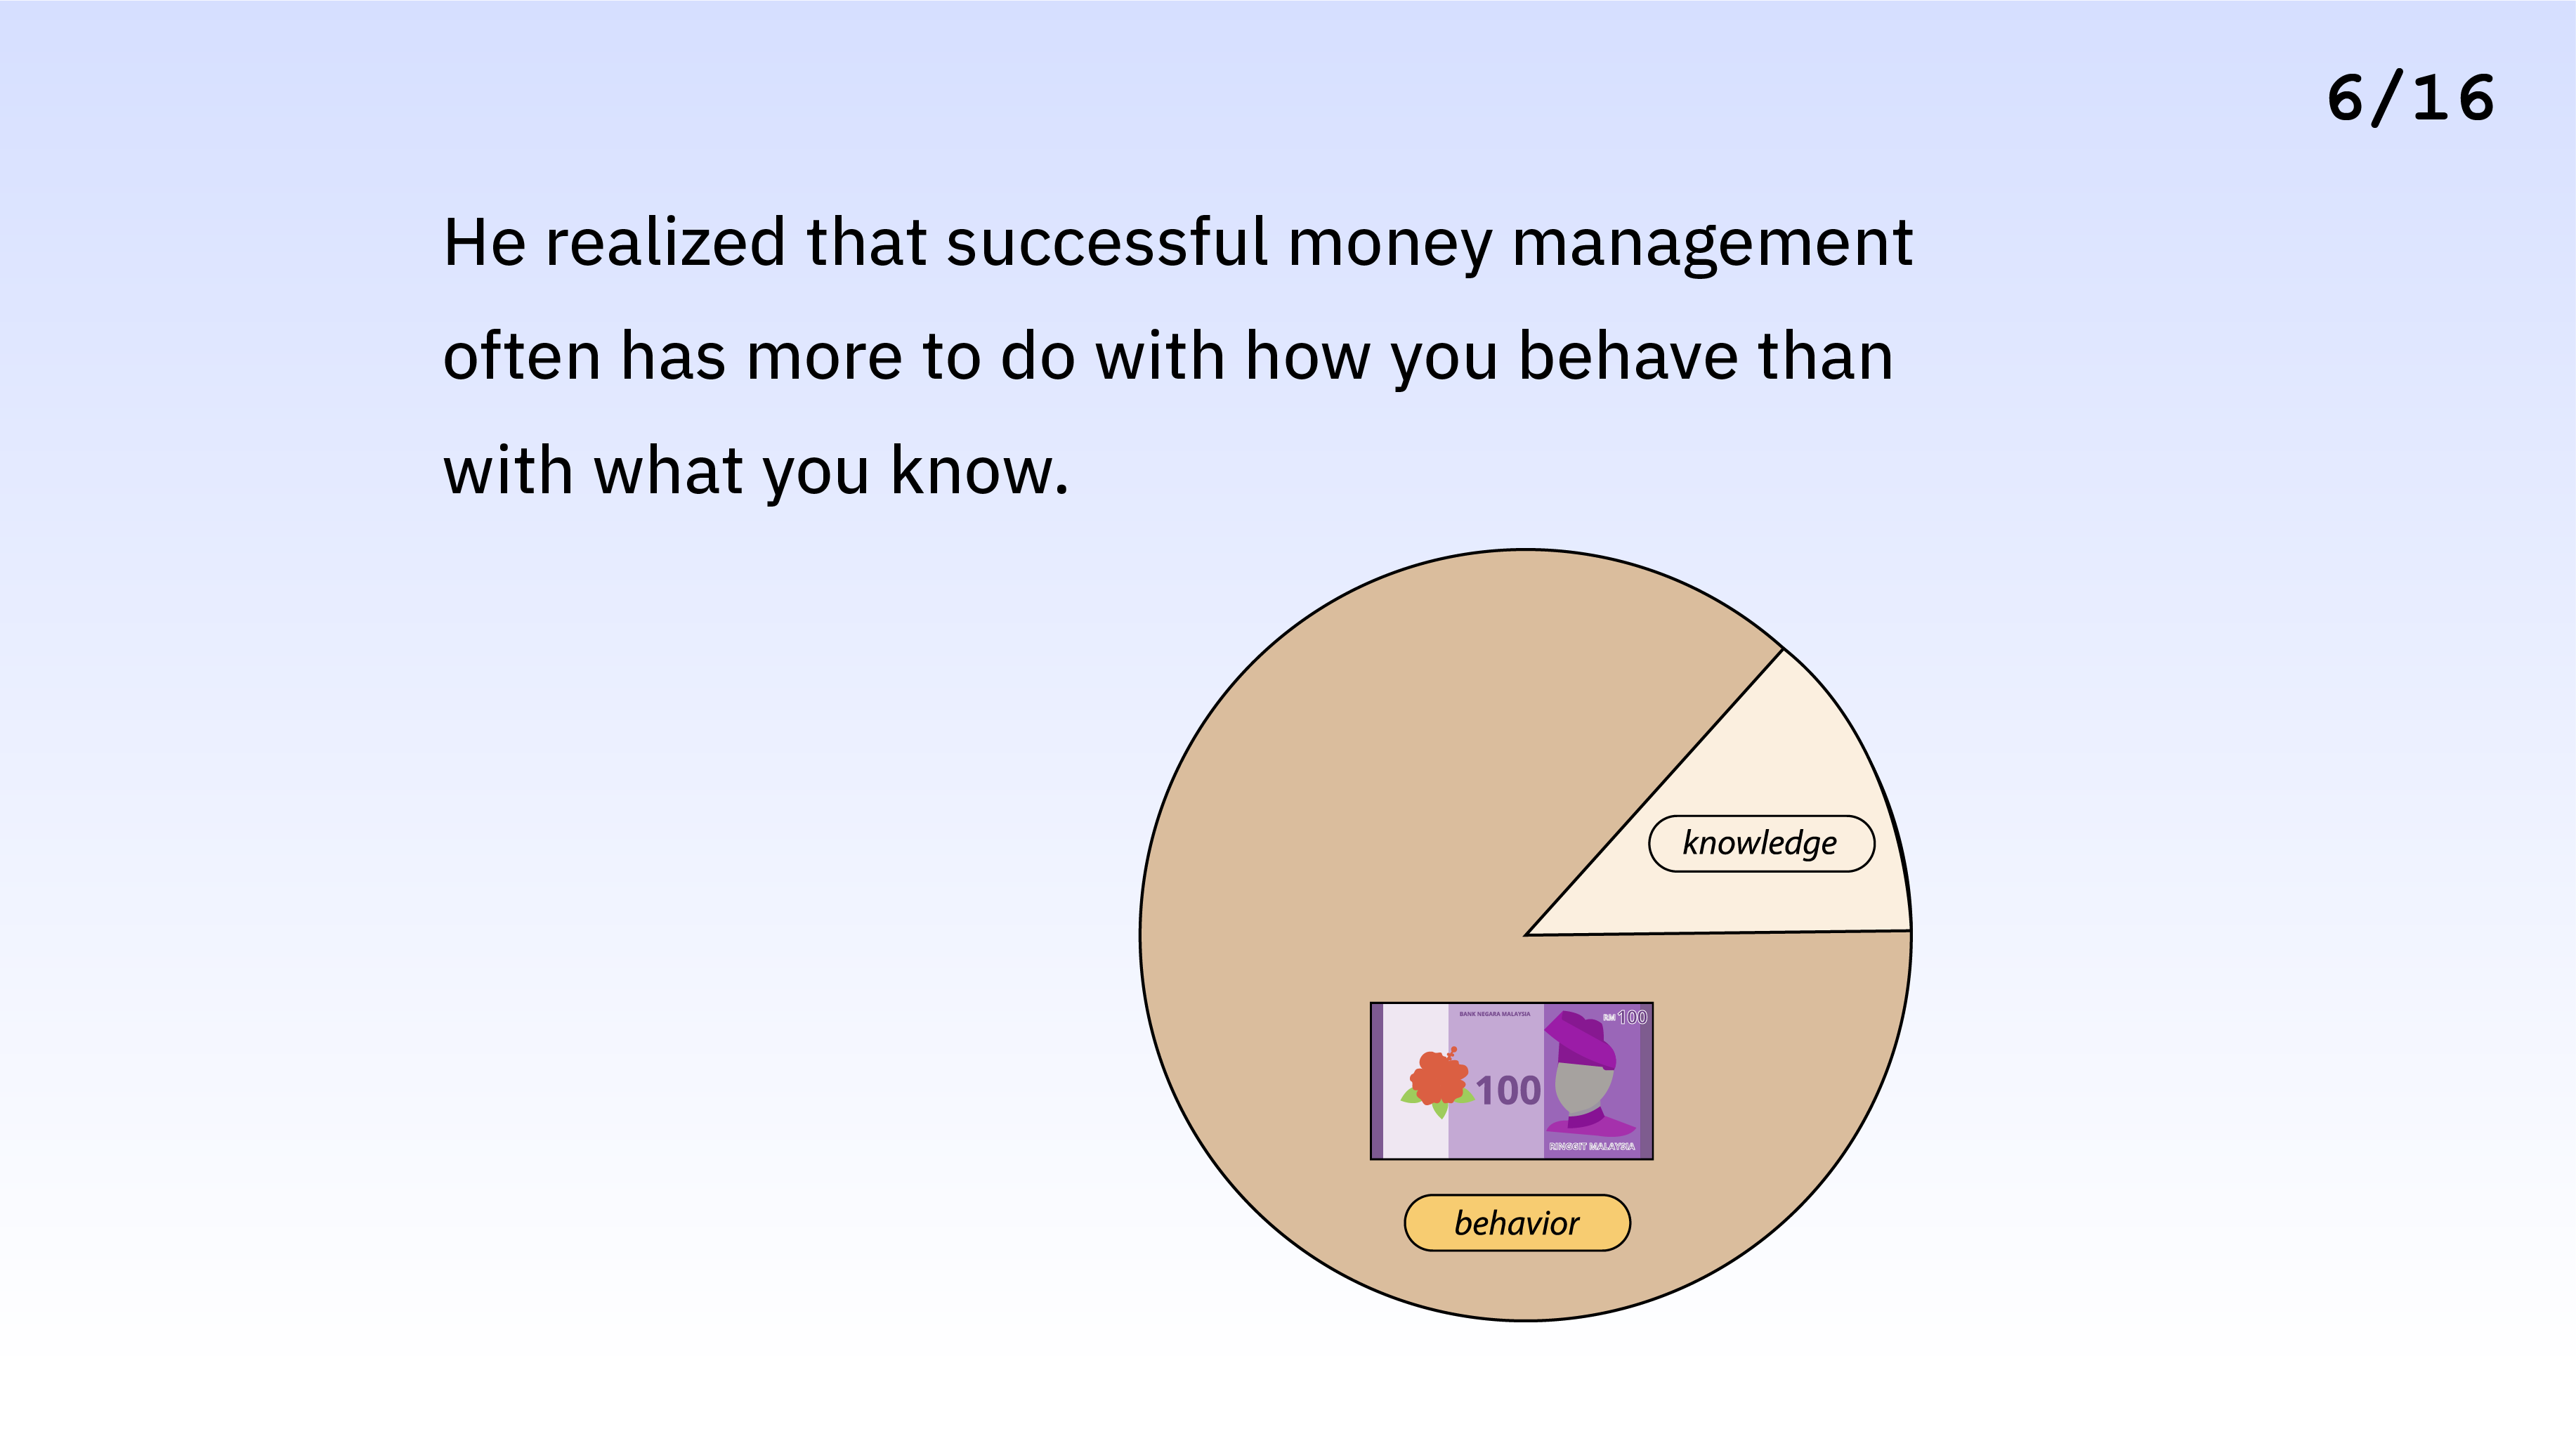 6/16
He realized that successful money management
often has more to do with how you behave than
with what you know.
knowledge
BANK NEGARA MALAYSIA
RM 100
100
RINGGIT MALAYSIA
behavior